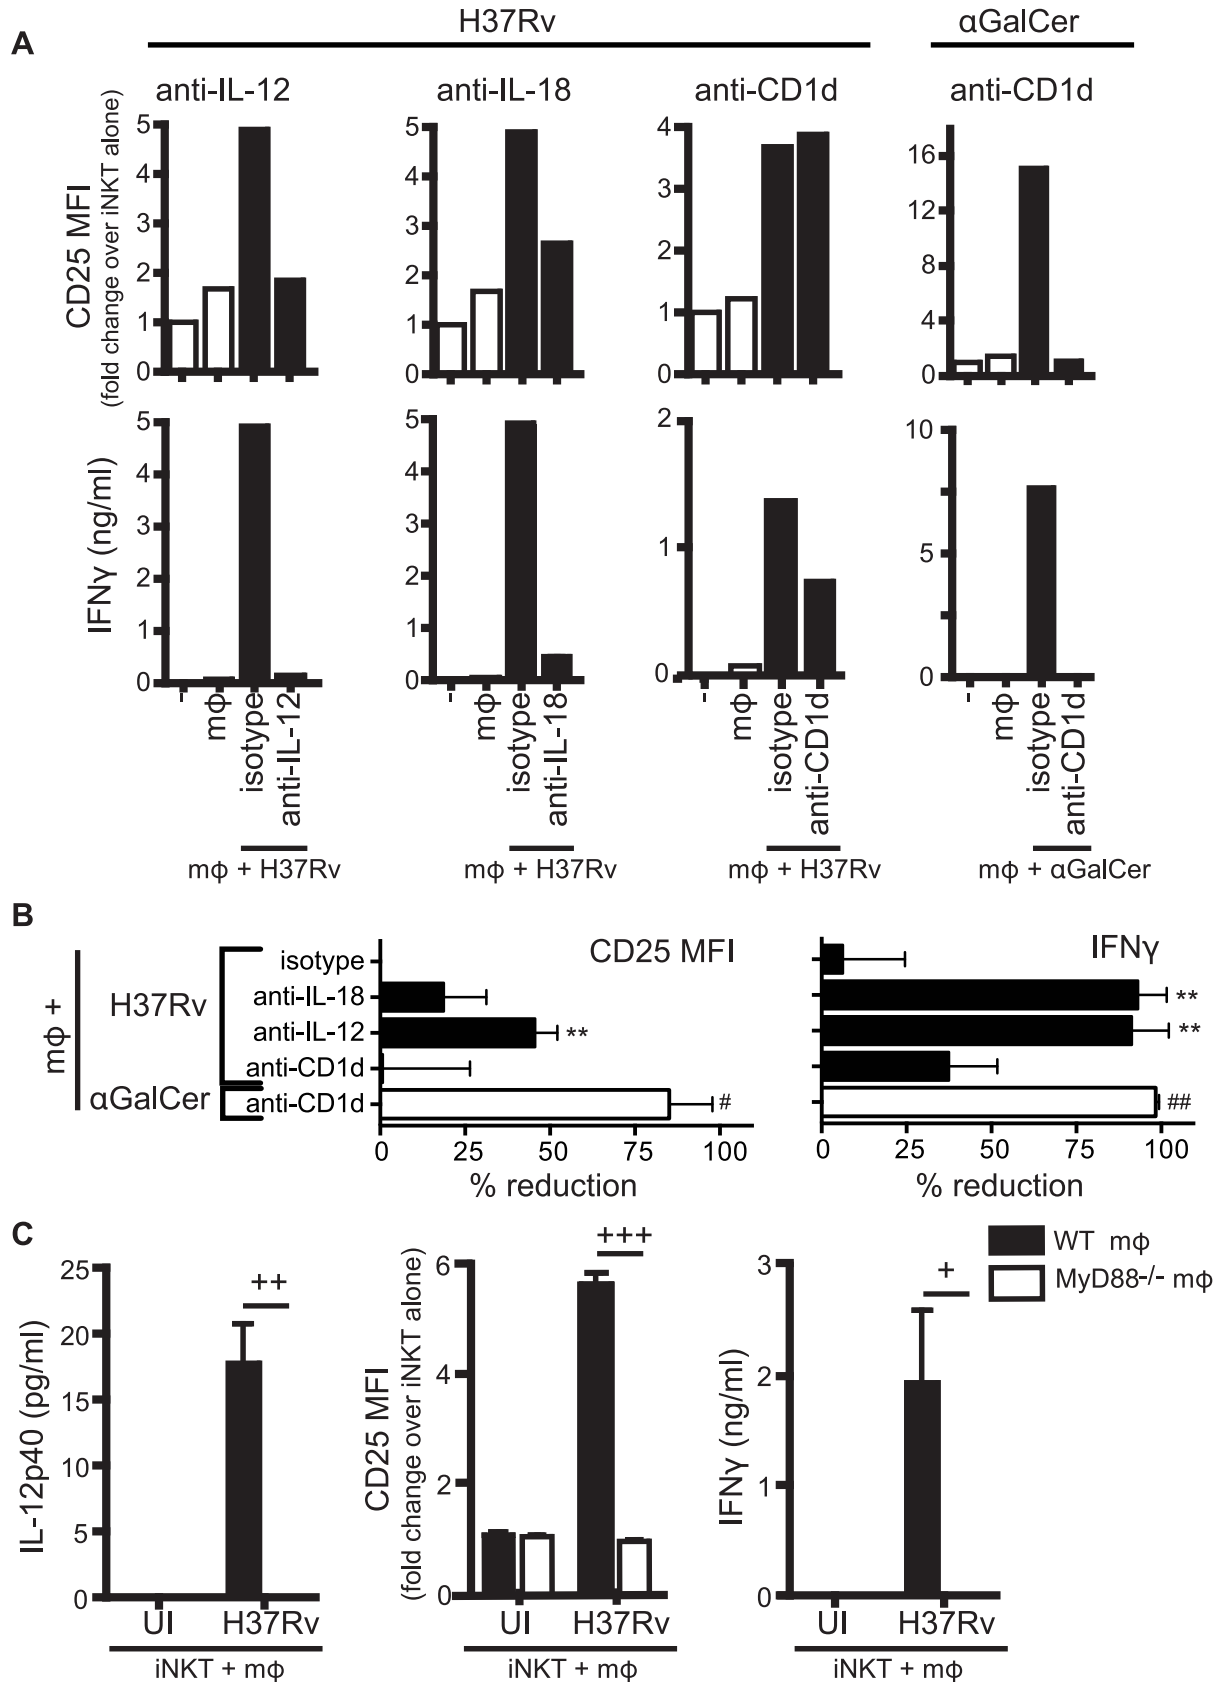 A
H37Rv
αGalCer
anti-IL-12
anti-IL-18
anti-CD1d
anti-CD1d
CD25 MFI
(fold change over iNKT alone)
5
4
3
2
1
0
5
4
3
2
1
0
4
3
2
1
0
16
12
8
4
0
IFNγ (ng/ml)
5
4
3
2
1
0
5
4
3
2
1
0
2
1
0
10
5
0
-
mφ
isotype
anti-IL-12
-
mφ
isotype
anti-IL-18
-
mφ
isotype
anti-CD1d
-
mφ
isotype
anti-CD1d
mφ + H37Rv
mφ + H37Rv
mφ + H37Rv
mφ + αGalCer
B
mφ +
H37Rv
αGalCer
isotype
anti-IL-18
anti-IL-12
anti-CD1d
anti-CD1d
CD25 MFI
**
#
0 25 50 75 100
% reduction
IFNγ
**
**
##
0 25 50 75 100
% reduction
C
WT mφ
MyD88-/- mφ
IL-12p40 (pg/ml)
25
20
15
10
5
0
++
UI H37Rv
iNKT + mφ
CD25 MFI
(fold change over iNKT alone)
6
4
2
0
+++
UI H37Rv
iNKT + mφ
IFNγ (ng/ml)
3
2
1
0
+
UI H37Rv
iNKT + mφ